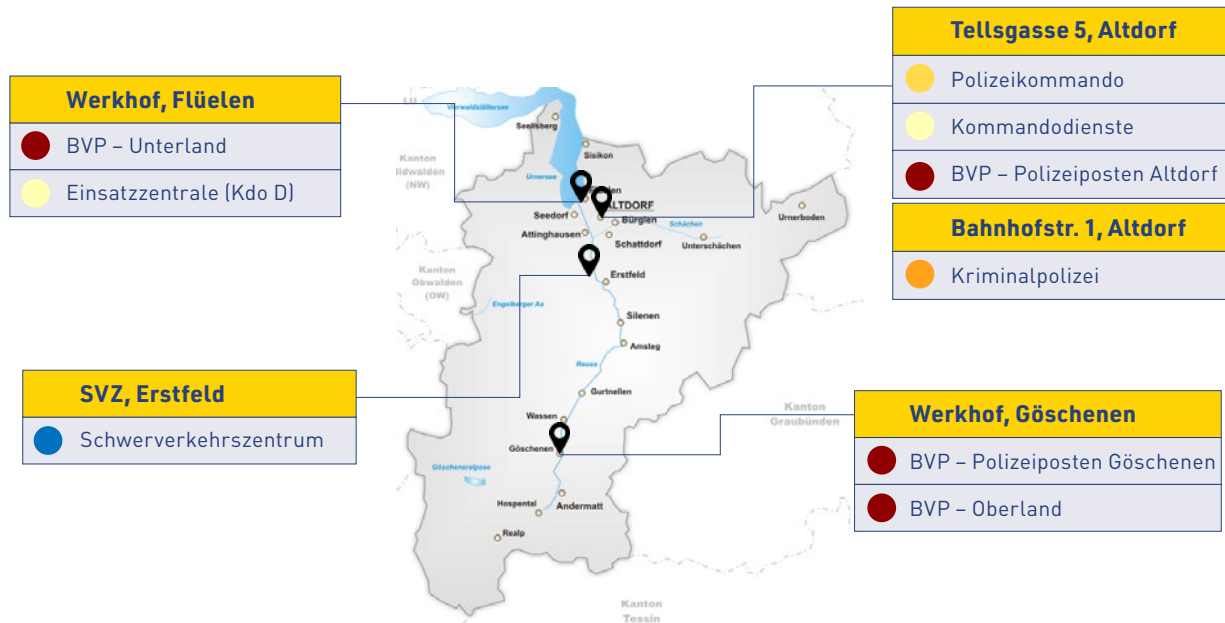 Tellsgasse 5, Altdorf
Polizeikommando
Kommandodienste
BVP – Polizeiposten Altdorf
Bahnhofstr. 1, Altdorf
Kriminalpolizei
Werkhof, Flüelen
BVP – Unterland
Einsatzzentrale (Kdo D)
SVZ, Erstfeld
Schwerverkehrszentrum
Werkhof, Göschenen
BVP – Polizeiposten Göschenen
BVP – Oberland
LU
Vierwaldstättersee
Seelisberg
Sisikon
Kanton
Nidwalden
(NW)
Urnersee
ALTDORF
Seedorf
Bürglen
Schächen
Urnerboden
Attinghausen
Schattdorf
Unterschächen
Kanton
Obwalden
(OW)
Erstfeld
Engelberger Aa
Silenen
Amsteg
Reuss
Gurtnellen
Wassen
Kanton
Graubünden
Göschenen
Göscheneralpsee
Hospental
Andermatt
Realp
Kanton
Tessin